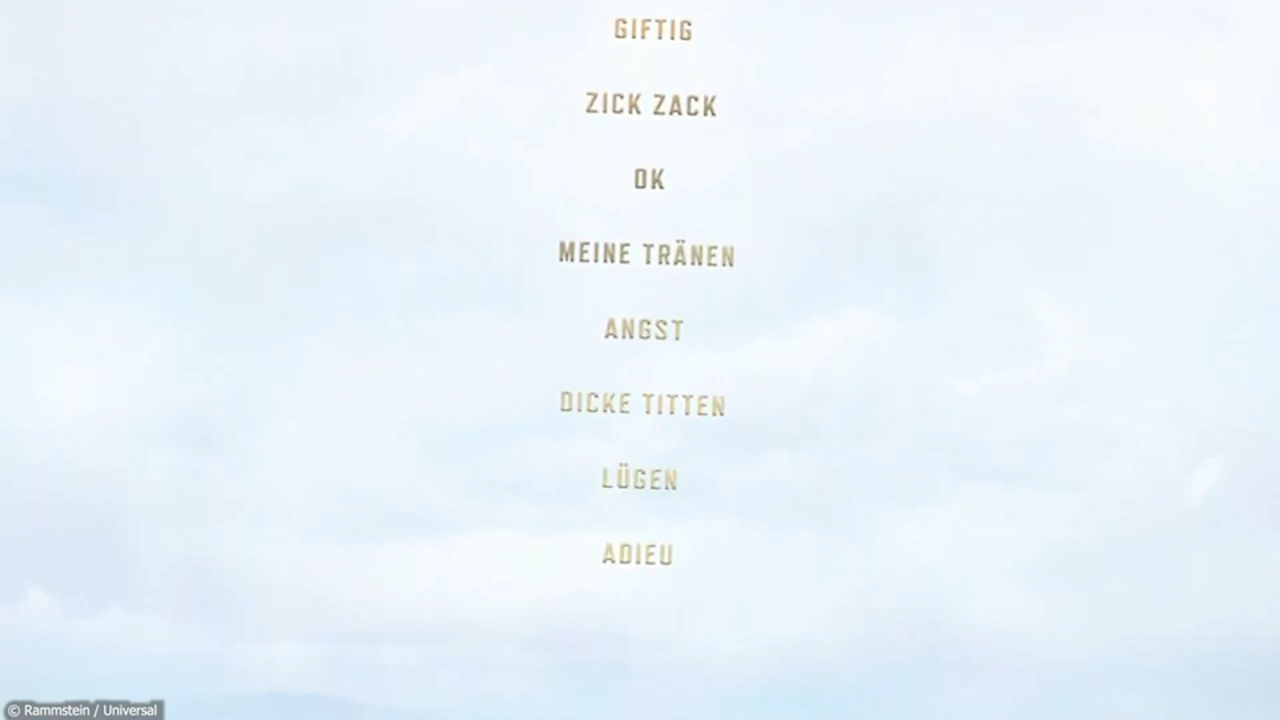 GIFTIG
ZICK ZACK
OK
MEINE TRÄNEN
ANGST
DICKE TITTEN
LÜGEN
ADIEU
© Rammstein / Universal